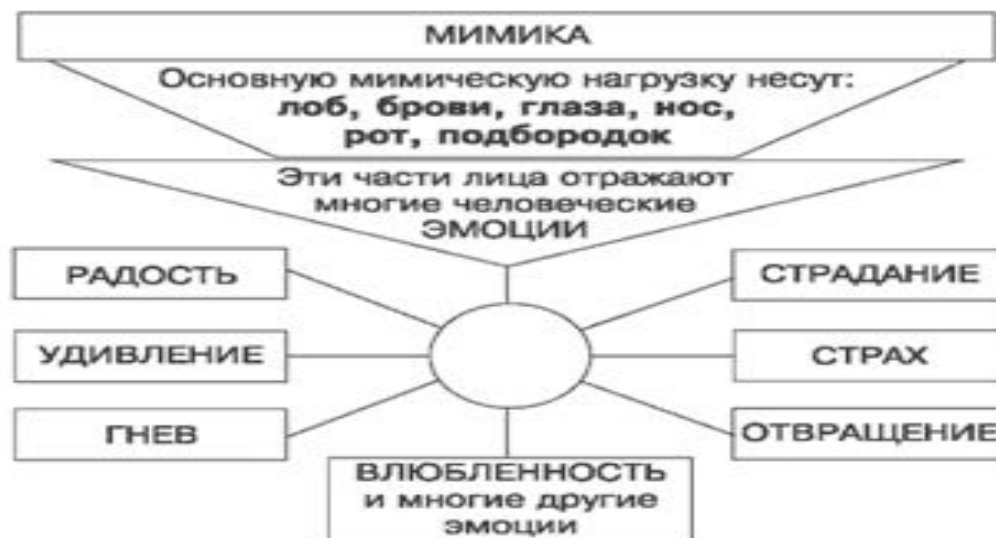 МИМИКА
Основную мимическую нагрузку несут:
лоб, брови, глаза, нос,
рот, подбородок
Эти части лица отражают
многие человеческие
ЭМОЦИИ
РАДОСТЬ
СТРАДАНИЕ
УДИВЛЕНИЕ
СТРАХ
ГНЕВ
ОТВРАЩЕНИЕ
ВЛЮБЛЕННОСТЬ
и многие другие
эмоции